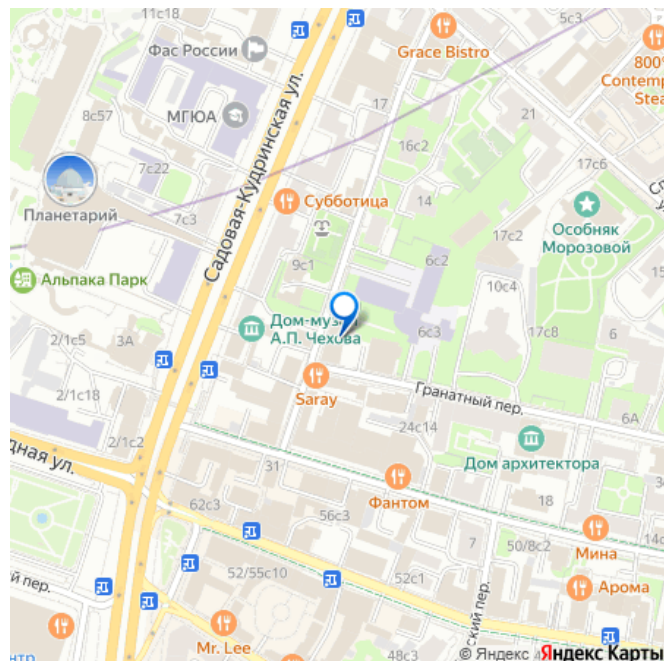 11с18
5с3
Фас России
Grace Bistro
800°
Contemp
Stea
МГЮА
8с57
17
21
16с2
Садовая-Кудринская ул.
7с22
17с6
Планетарий
Субботица
14
7с3
Особняк
Морозовой
17с2
9с1
6с2
15
Альпака Парк
10с4
2/1с5
3А
Дом-музей
А.П. Чехова
6с3
17с8
6
2/1с18
Saray
Гранатный пер.
6А
2/1с2
24с14
дная ул.
31
Дом архитектора
Фантом
62с3
56с3
18
14с
7
50/8с2
Мина
52/55с10
52с1
й пер.
Арома
ский пер.
нтр
Mr. Lee
48с3
© Яндекс
Яндекс Карты